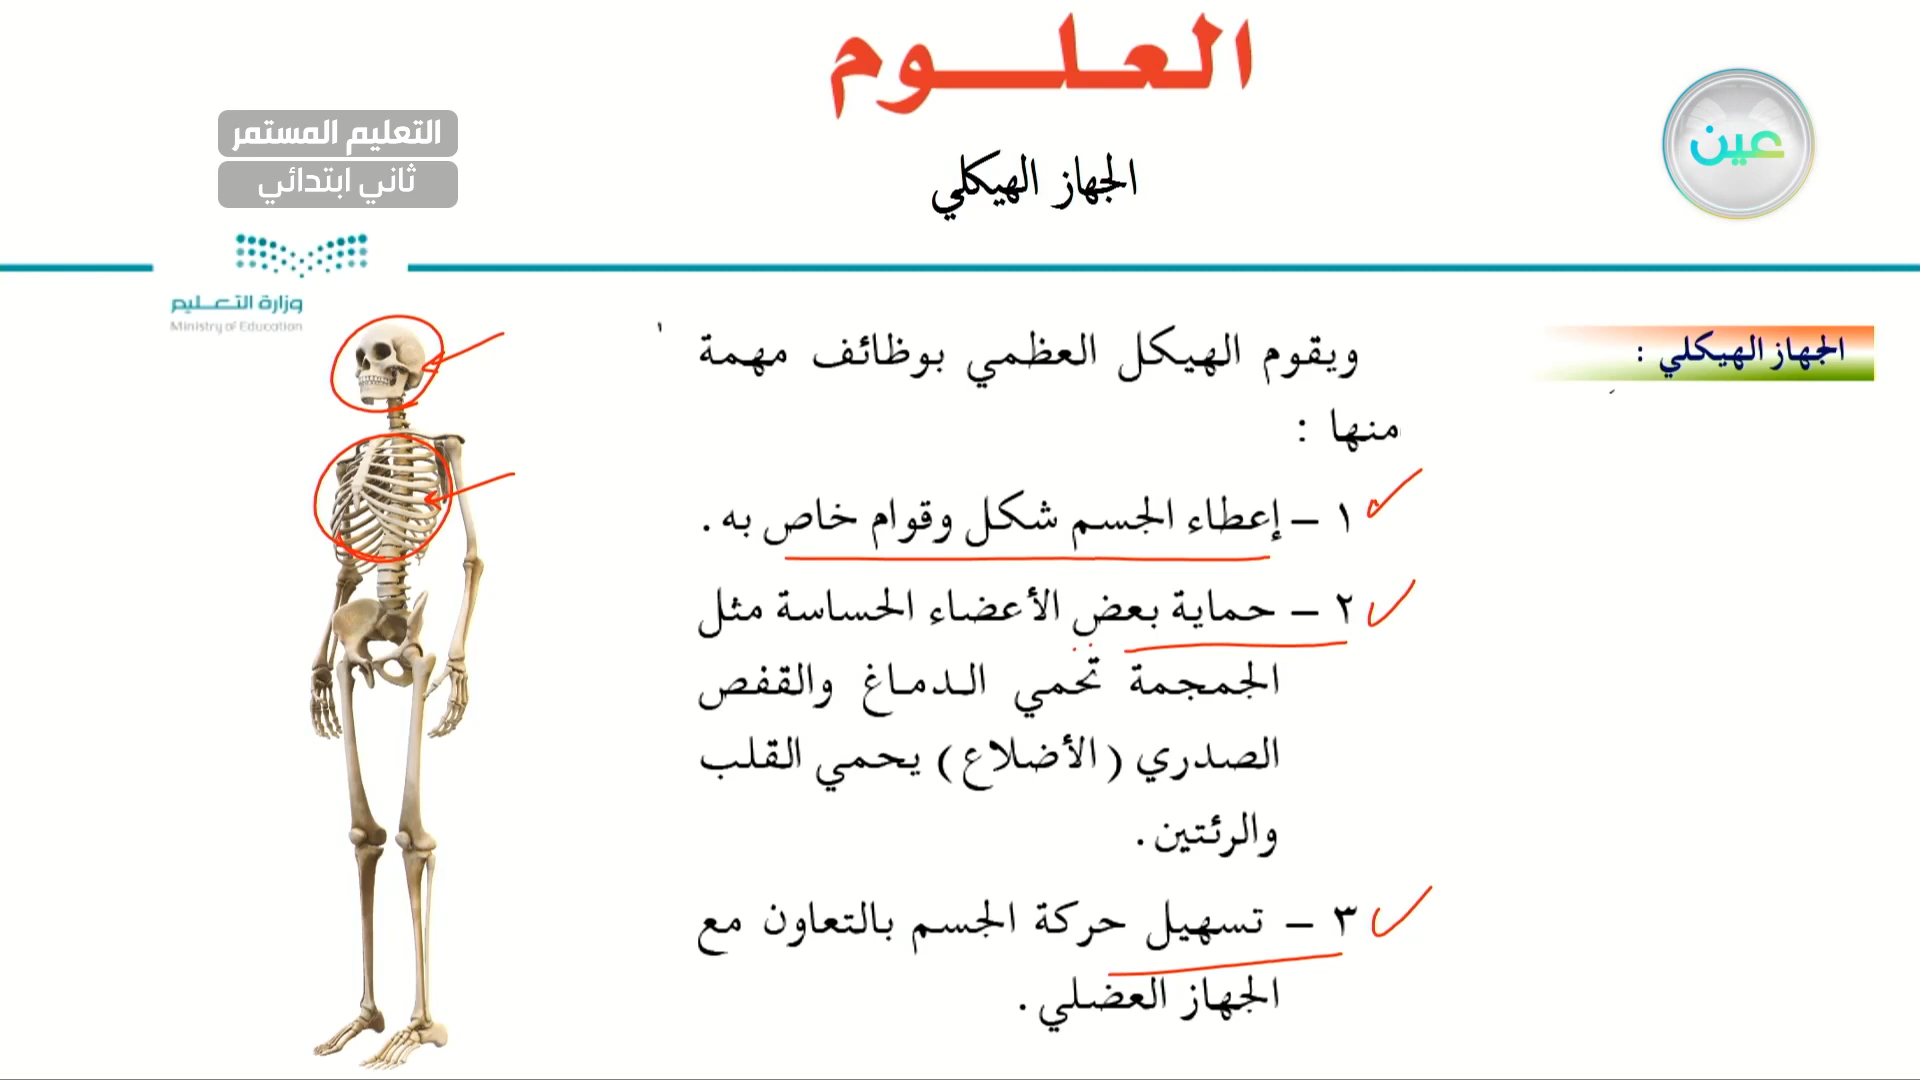 العلوم
عين
التعليم المستمر
ثاني ابتدائي
الجهاز الهيكلي
وزارة التعليم
Ministry of Education
الجهاز الهيكلي :
ويقوم الهيكل العظمي بوظائف مهمة
منها :
١ – إعطاء الجسم شكل وقوام خاص به .
٢ – حماية بعض الأعضاء الحساسة مثل
الجمجمة تحمي الدماغ والقفص
الصدري (الأضلاع) يحمي القلب
والرئتين .
٣ – تسهيل حركة الجسم بالتعاون مع
الجهاز العضلي .